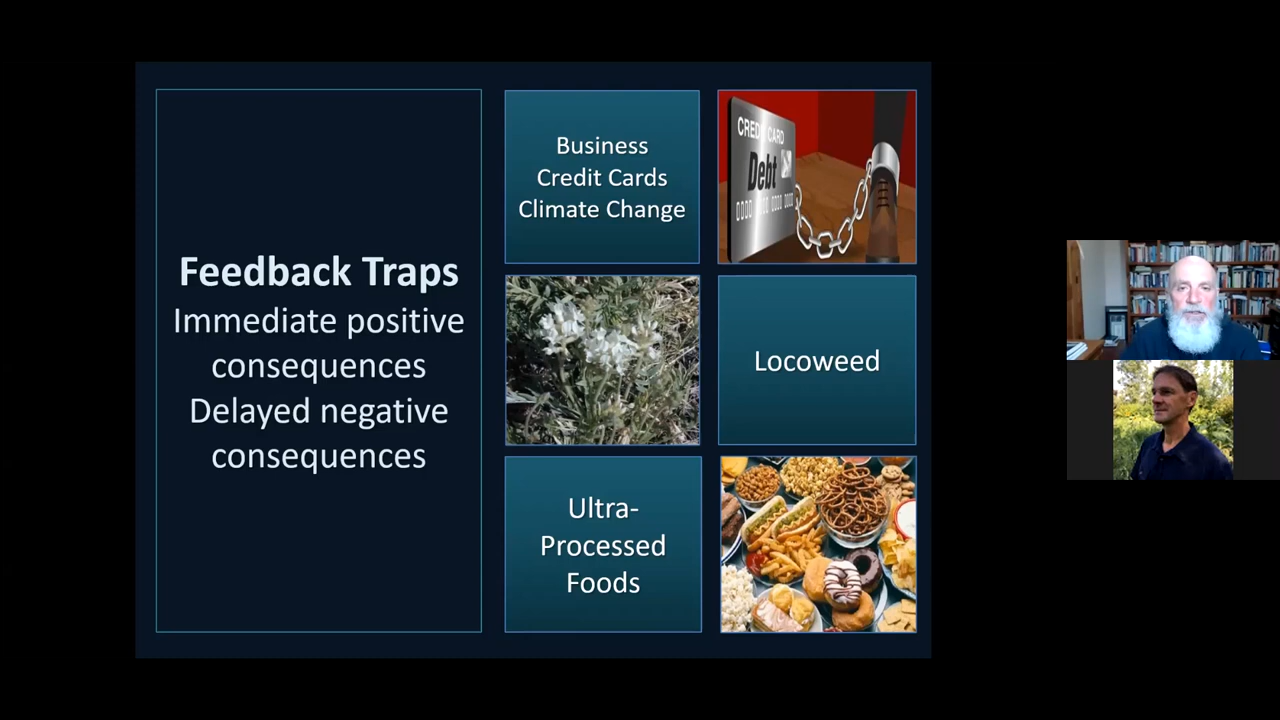 Feedback Traps
Immediate positive
consequences
Delayed negative
consequences
Business
Credit Cards
Climate Change
CREDIT CARD
Debt
Locoweed
Ultra-
Processed
Foods